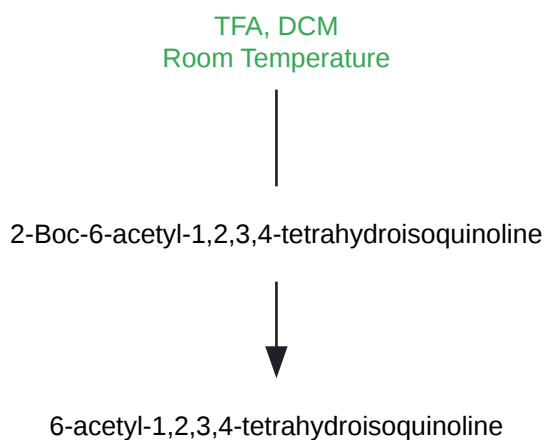 TFA, DCM
Room Temperature
2-Boc-6-acetyl-1,2,3,4-tetrahydroisoquinoline
6-acetyl-1,2,3,4-tetrahydroisoquinoline